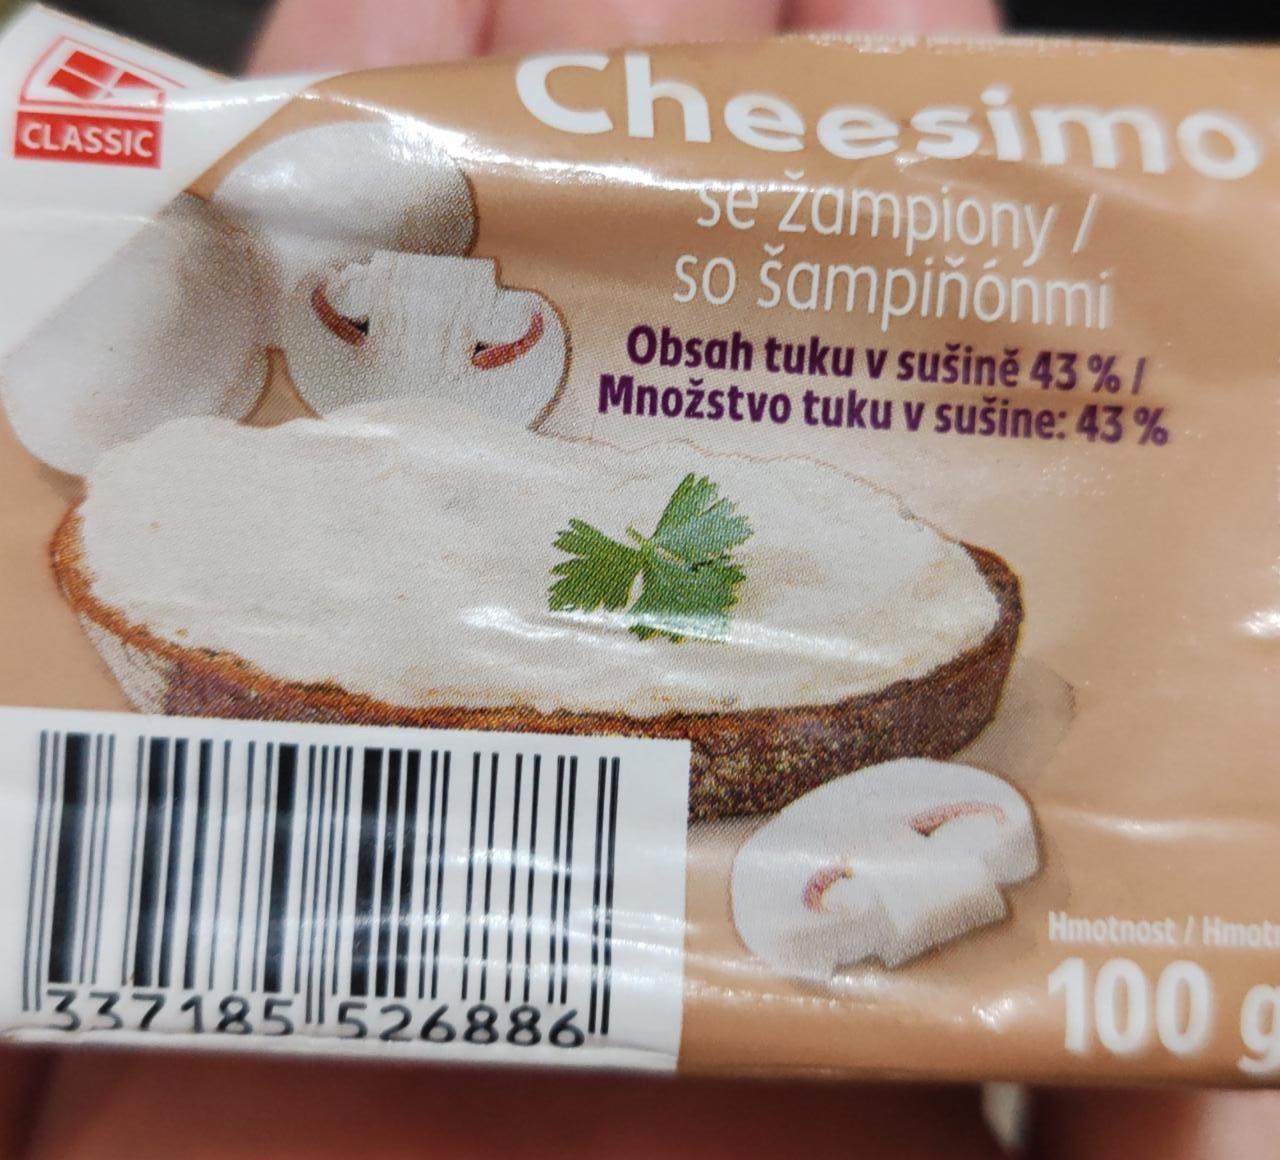 CLASSIC
Cheesimo
se žampiony /
so šampiňónmi
Obsah tuku v sušině 43 % /
Množstvo tuku v sušine: 43 %
Hmotnost /
100 g
337185 526886